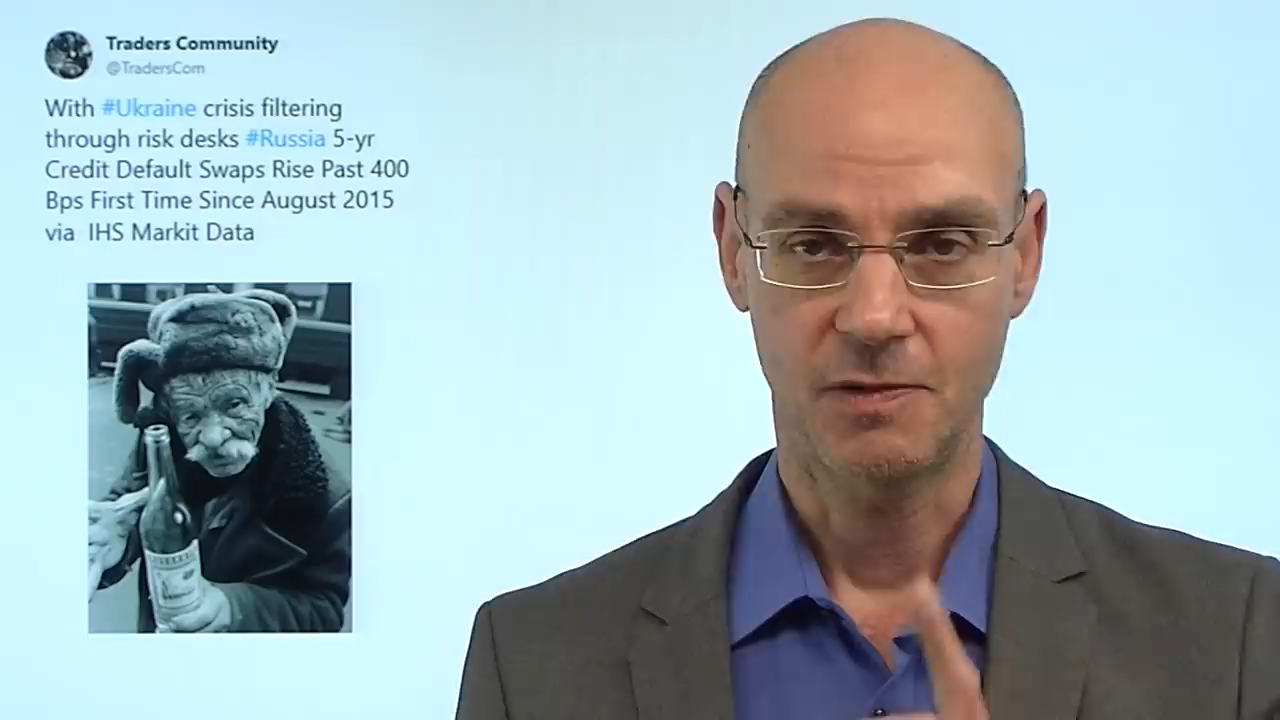 Traders Community
@TradersCom
With #Ukraine crisis filtering
through risk desks #Russia 5-yr
Credit Default Swaps Rise Past 400
Bps First Time Since August 2015
via IHS Markit Data